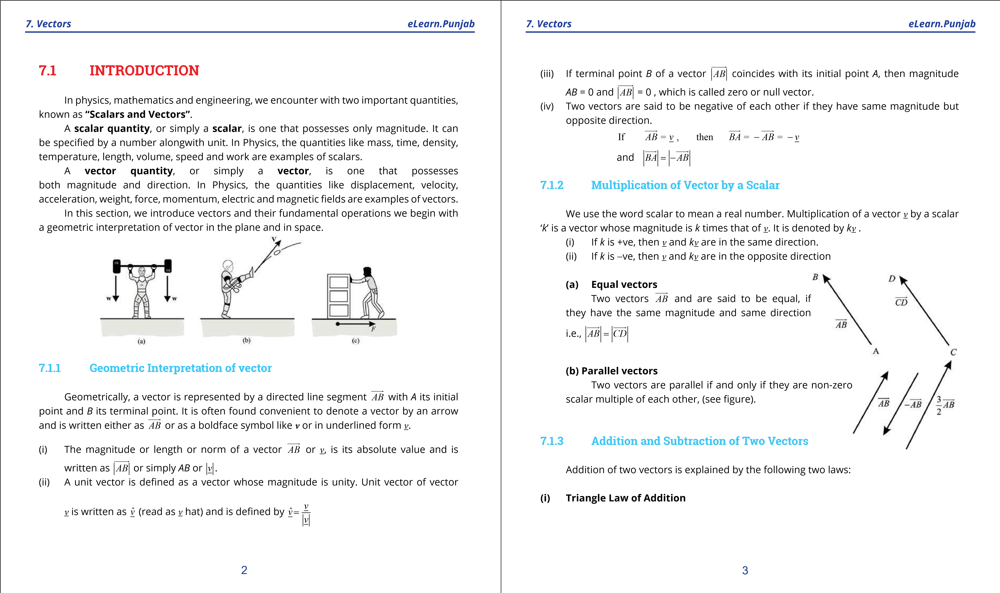 7. Vectors
eLearn.Punjab
7.1 INTRODUCTION
In physics, mathematics and engineering, we encounter with two important quantities,
known as “Scalars and Vectors”.
A scalar quantity, or simply a scalar, is one that possesses only magnitude. It can
be specified by a number alongwith unit. In Physics, the quantities like mass, time, density,
temperature, length, volume, speed and work are examples of scalars.
A vector quantity, or simply a vector, is one that possesses
both magnitude and direction. In Physics, the quantities like displacement, velocity,
acceleration, weight, force, momentum, electric and magnetic fields are examples of vectors.
In this section, we introduce vectors and their fundamental operations we begin with
a geometric interpretation of vector in the plane and in space.
w
w
(a)
V
(b)
F
(c)
7.1.1 Geometric Interpretation of vector
Geometrically, a vector is represented by a directed line segment $\overrightarrow{AB}$ with A its initial
point and B its terminal point. It is often found convenient to denote a vector by an arrow
and is written either as $\overrightarrow{AB}$ or as a boldface symbol like v or in underlined form $\underline{v}$.
(i) The magnitude or length or norm of a vector $\overrightarrow{AB}$ or $\underline{v}$, is its absolute value and is
written as $|\overrightarrow{AB}|$ or simply AB or $|\underline{v}|$.
(ii) A unit vector is defined as a vector whose magnitude is unity. Unit vector of vector
$\underline{v}$ is written as $\hat{\underline{v}}$ (read as $\underline{v}$ hat) and is defined by $\hat{\underline{v}} = \frac{\underline{v}}{|\underline{v}|}$
2
7. Vectors
eLearn.Punjab
(iii) If terminal point B of a vector $|\overrightarrow{AB}|$ coincides with its initial point A, then magnitude
AB = 0 and $|\overrightarrow{AB}|$ = 0 , which is called zero or null vector.
(iv) Two vectors are said to be negative of each other if they have same magnitude but
opposite direction.
If $\overrightarrow{AB} = \underline{v}$ , then $\overrightarrow{BA} = -\overrightarrow{AB} = -\underline{v}$
and $|\overrightarrow{BA}| = |-\overrightarrow{AB}|$
7.1.2 Multiplication of Vector by a Scalar
We use the word scalar to mean a real number. Multiplication of a vector $\underline{v}$ by a scalar
‘k’ is a vector whose magnitude is k times that of $\underline{v}$. It is denoted by $k\underline{v}$ .
(i) If k is +ve, then $\underline{v}$ and $k\underline{v}$ are in the same direction.
(ii) If k is –ve, then $\underline{v}$ and $k\underline{v}$ are in the opposite direction
(a) Equal vectors
Two vectors $\overrightarrow{AB}$ and are said to be equal, if
they have the same magnitude and same direction
i.e., $|\overrightarrow{AB}| = |\overrightarrow{CD}|$
B
$\overrightarrow{AB}$
A
D
$\overrightarrow{CD}$
C
(b) Parallel vectors
Two vectors are parallel if and only if they are non-zero
scalar multiple of each other, (see figure).
$\overrightarrow{AB}$
$-\overrightarrow{AB}$
$\frac{3}{2}\overrightarrow{AB}$
7.1.3 Addition and Subtraction of Two Vectors
Addition of two vectors is explained by the following two laws:
(i) Triangle Law of Addition
3